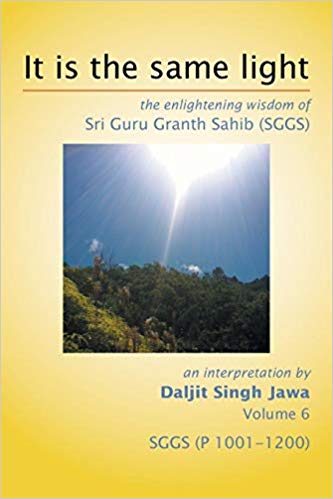 It is the same light
the enlightening wisdom of
Sri Guru Granth Sahib (SGGS)
an interpretation by
Daljit Singh Jawa
Volume 6
SGGS (P 1001–1200)